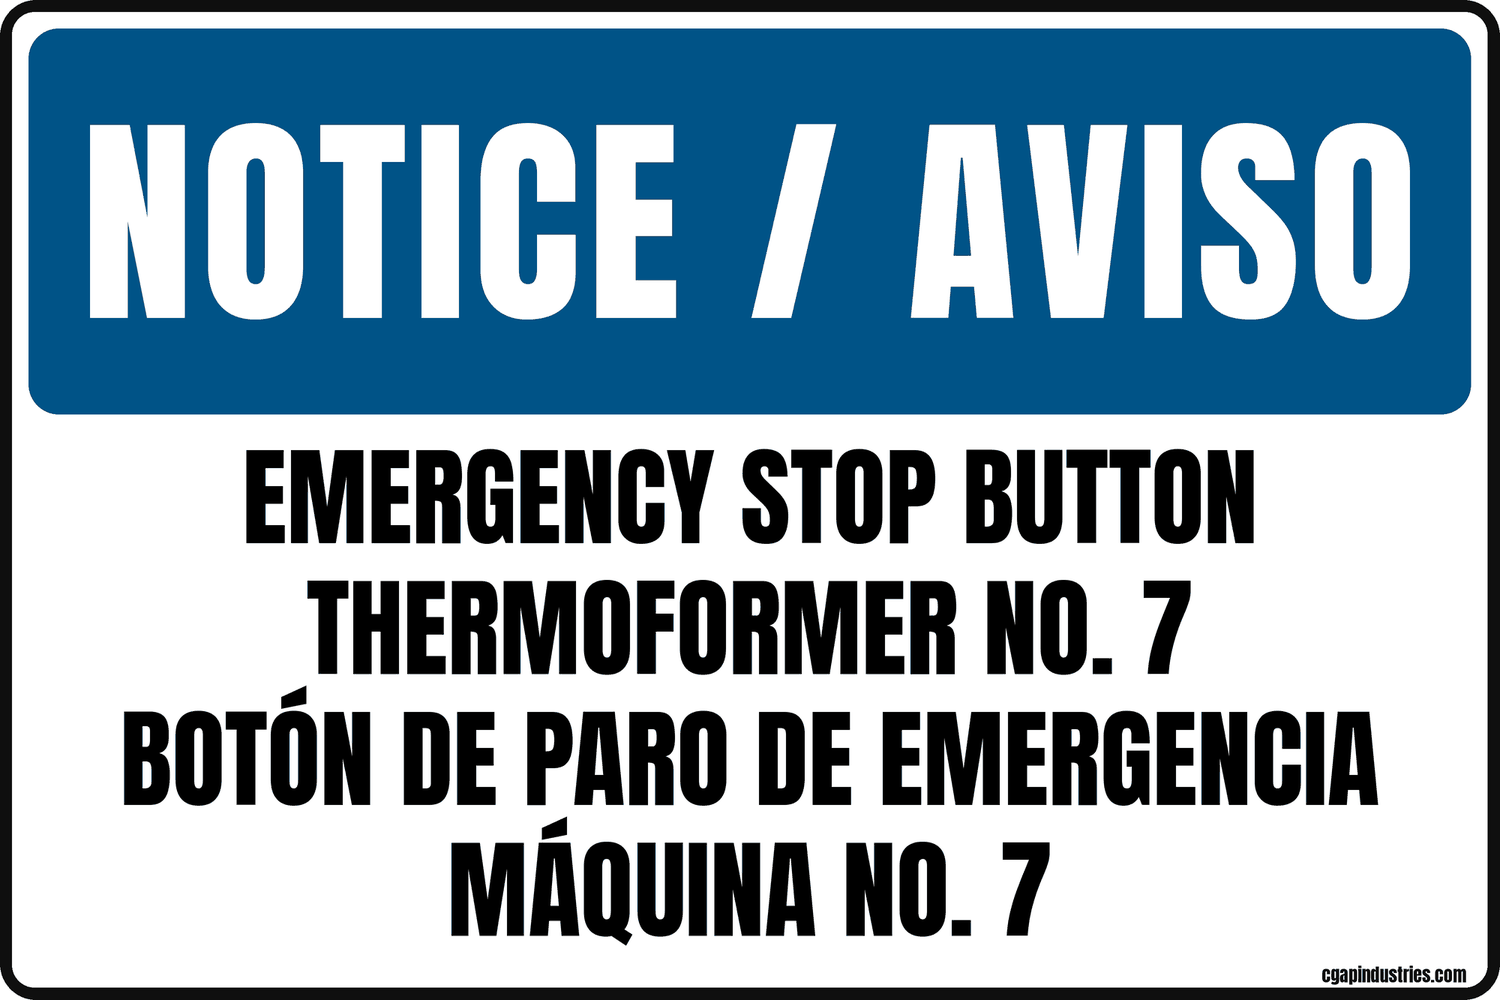 NOTICE / AVISO
EMERGENCY STOP BUTTON
THERMOFORMER NO. 7
BOTÓN DE PARO DE EMERGENCIA
MÁQUINA NO. 7
cgapindustries.com